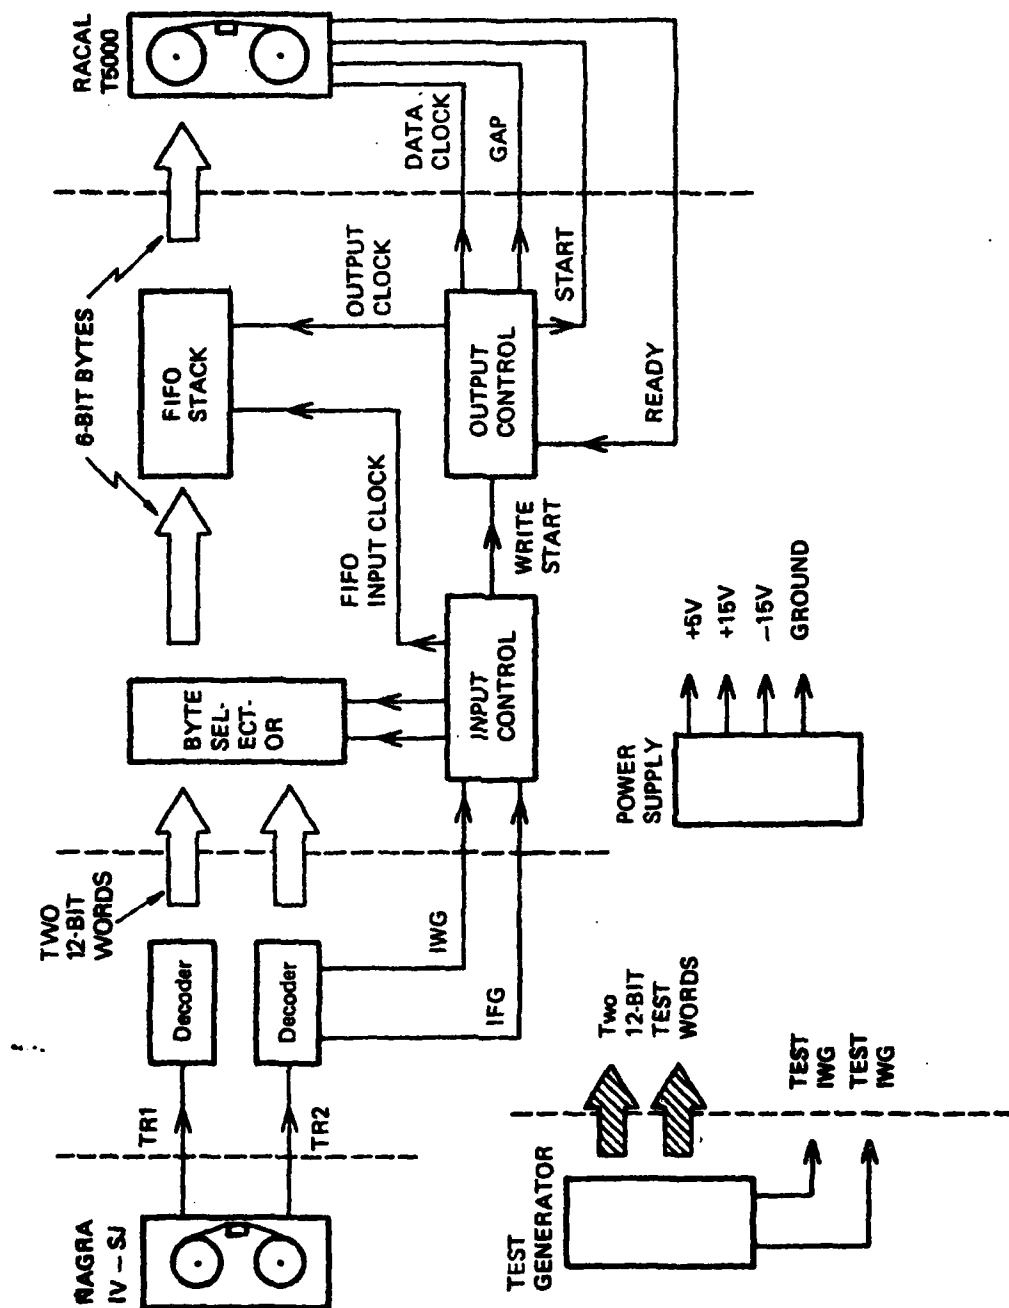 NAGRA
IV – SJ
TR1
TR2
Decoder
Decoder
TWO
12-BIT
WORDS
IWG
IFG
BYTE
SEL-
ECT-
OR
INPUT
CONTROL
FIFO
INPUT CLOCK
WRITE
START
6-BIT BYTES
FIFO
STACK
OUTPUT
CLOCK
OUTPUT
CONTROL
START
READY
DATA
CLOCK
GAP
RACAL
T5000
TEST
GENERATOR
Two
12-BIT
TEST
WORDS
TEST
IWG
TEST
IWG
POWER
SUPPLY
+5V
+15V
–15V
GROUND